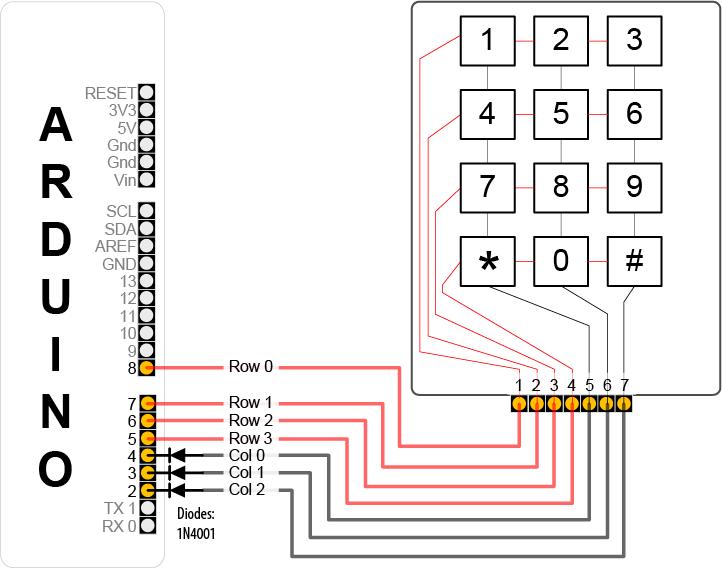 ARDUINO
RESET
3V3
5V
Gnd
Gnd
Vin
SCL
SDA
AREF
GND
13
12
11
10
9
8
7
6
5
4
3
2
TX 1
RX 0
Row 0
Row 1
Row 2
Row 3
Col 0
Col 1
Col 2
Diodes:
1N4001
1 2 3
4 5 6
7 8 9
* 0 #
1 2 3 4 5 6 7